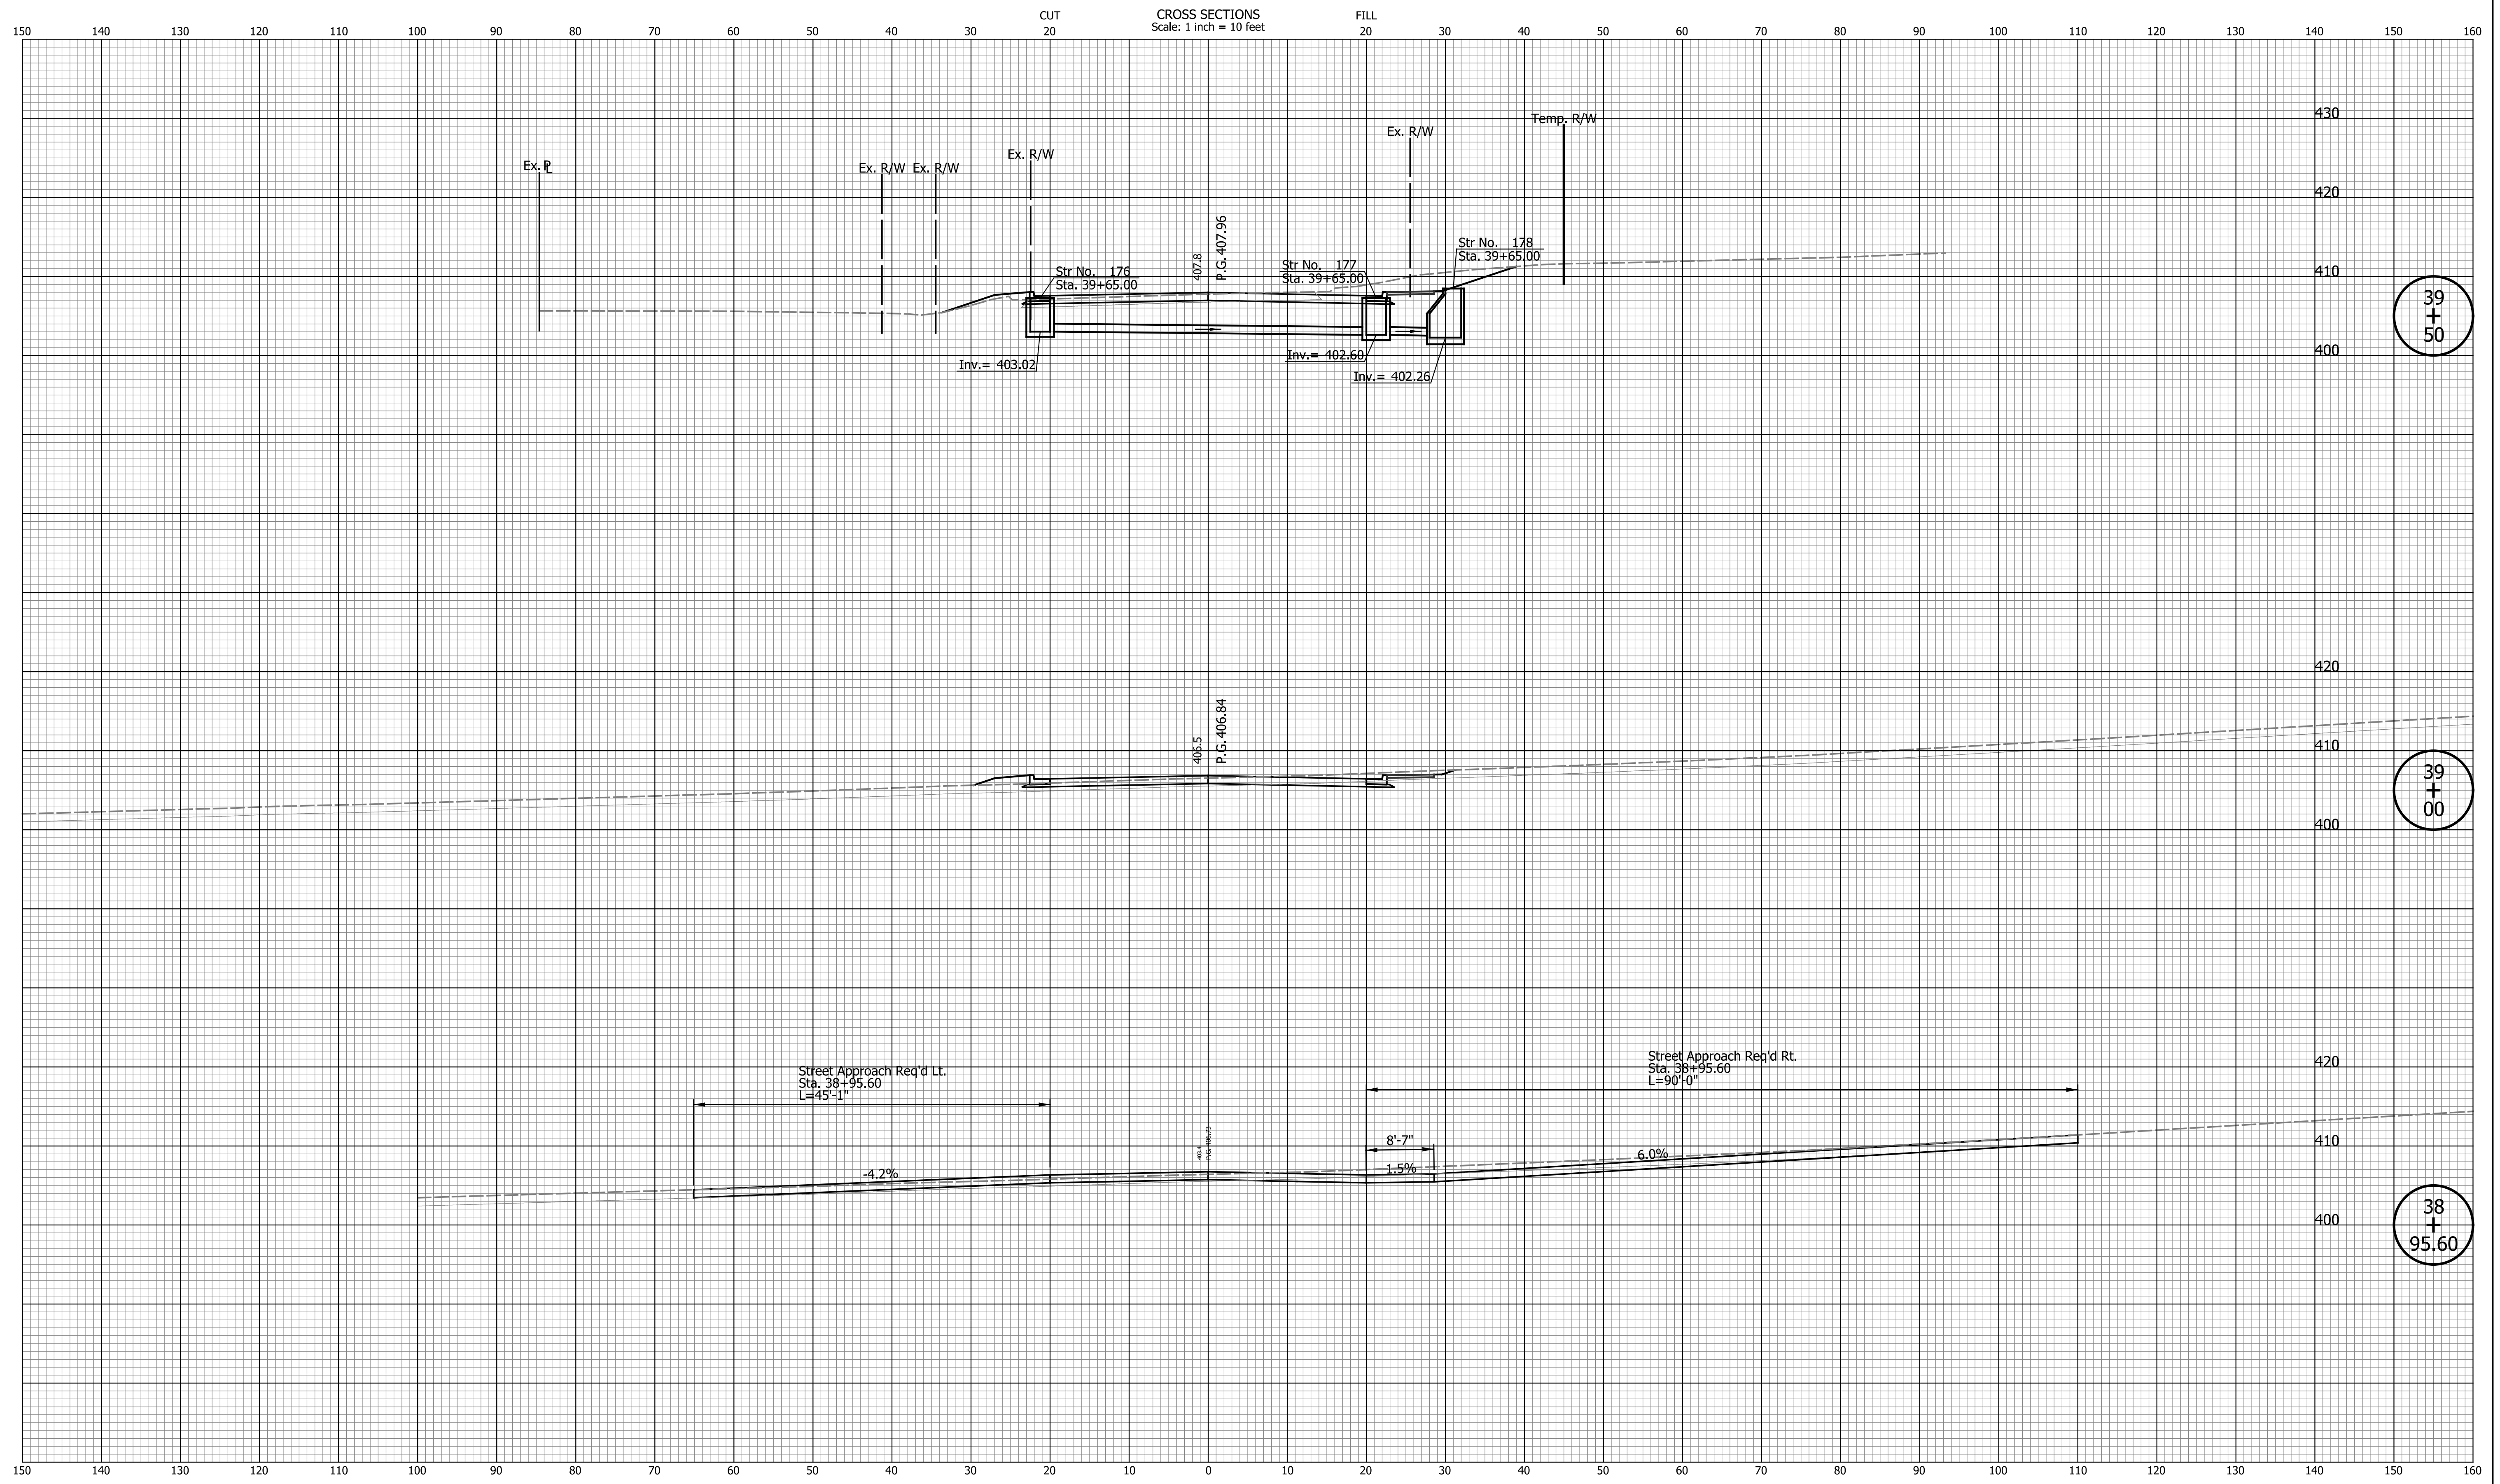 CUT CROSS SECTIONS FILL
Scale: 1 inch = 10 feet
150 140 130 120 110 100 90 80 70 60 50 40 30 20 20 30 40 50 60 70 80 90 100 110 120 130 140 150 160
430
Temp. R/W
Ex. R/W
Ex. R/W
Ex. PL
Ex. R/W Ex. R/W
420
407.8
P.G. 407.96
Str No. 178
Sta. 39+65.00
Str No. 177
Sta. 39+65.00
Str No. 176
Sta. 39+65.00
410
39
+
50
400
Inv.= 403.02
Inv.= 402.60
Inv.= 402.26
420
406.5
P.G. 406.84
410
39
+
00
400
Street Approach Req'd Lt.
Sta. 38+95.60
L=45'-1"
Street Approach Req'd Rt.
Sta. 38+95.60
L=90'-0"
420
P.G. 406.73
8'-7"
410
-4.2%
1.5%
6.0%
400
38
+
95.60
150 140 130 120 110 100 90 80 70 60 50 40 30 20 10 0 10 20 30 40 50 60 70 80 90 100 110 120 130 140 150 160